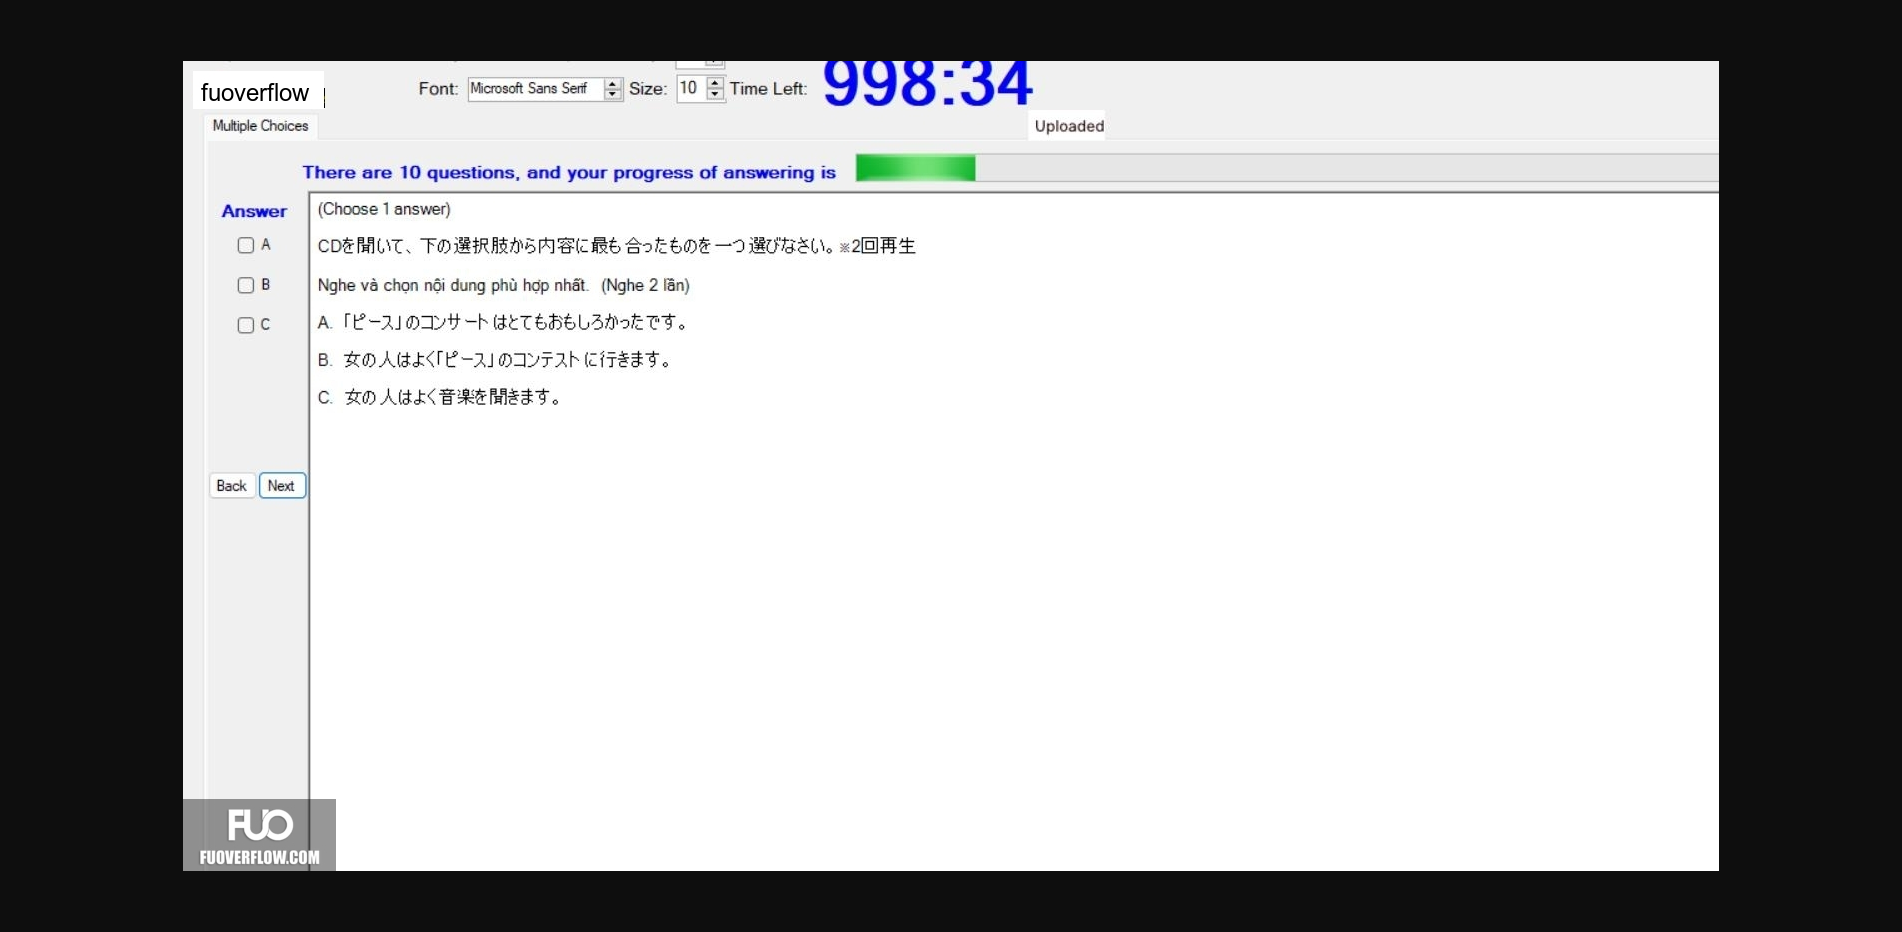 fuoverflow
Font: Microsoft Sans Serif Size: 10 Time Left: 998:34
Multiple Choices
Uploaded
There are 10 questions, and your progress of answering is
Answer
(Choose 1 answer)
A
CDを聞いて、下の選択肢から内容に最も合ったものを一つ選びなさい。※2回再生
B
Nghe và chọn nội dung phù hợp nhất. (Nghe 2 lần)
C
A. 「ピース」のコンサートはとてもおもしろかったです。
B. 女の人はよく「ピース」のコンテストに行きます。
C. 女の人はよく音楽を聞きます。
Back Next
FUO
FUOVERFLOW.COM